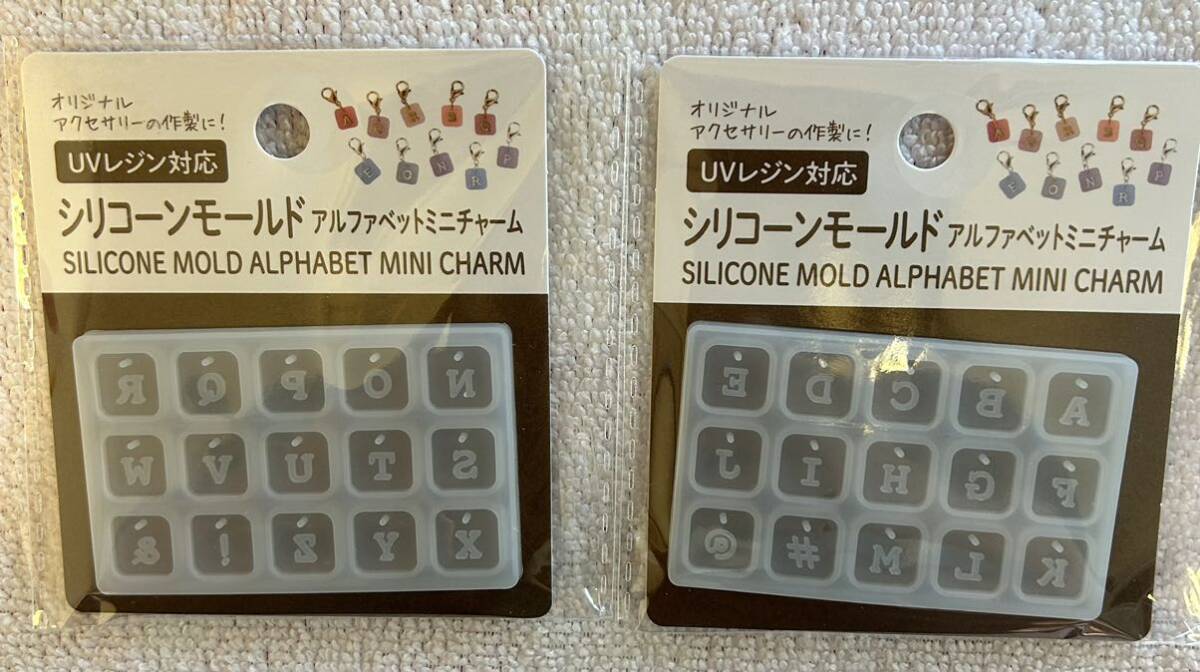 オリジナル
アクセサリーの作製に!
UVレジン対応
シリコーンモールド アルファベットミニチャーム
SILICONE MOLD ALPHABET MINI CHARM
R Q P O N
W V U T S
& ! Z Y X
オリジナル
アクセサリーの作製に!
UVレジン対応
シリコーンモールド アルファベットミニチャーム
SILICONE MOLD ALPHABET MINI CHARM
E D C B A
J I H G F
@ # M L K